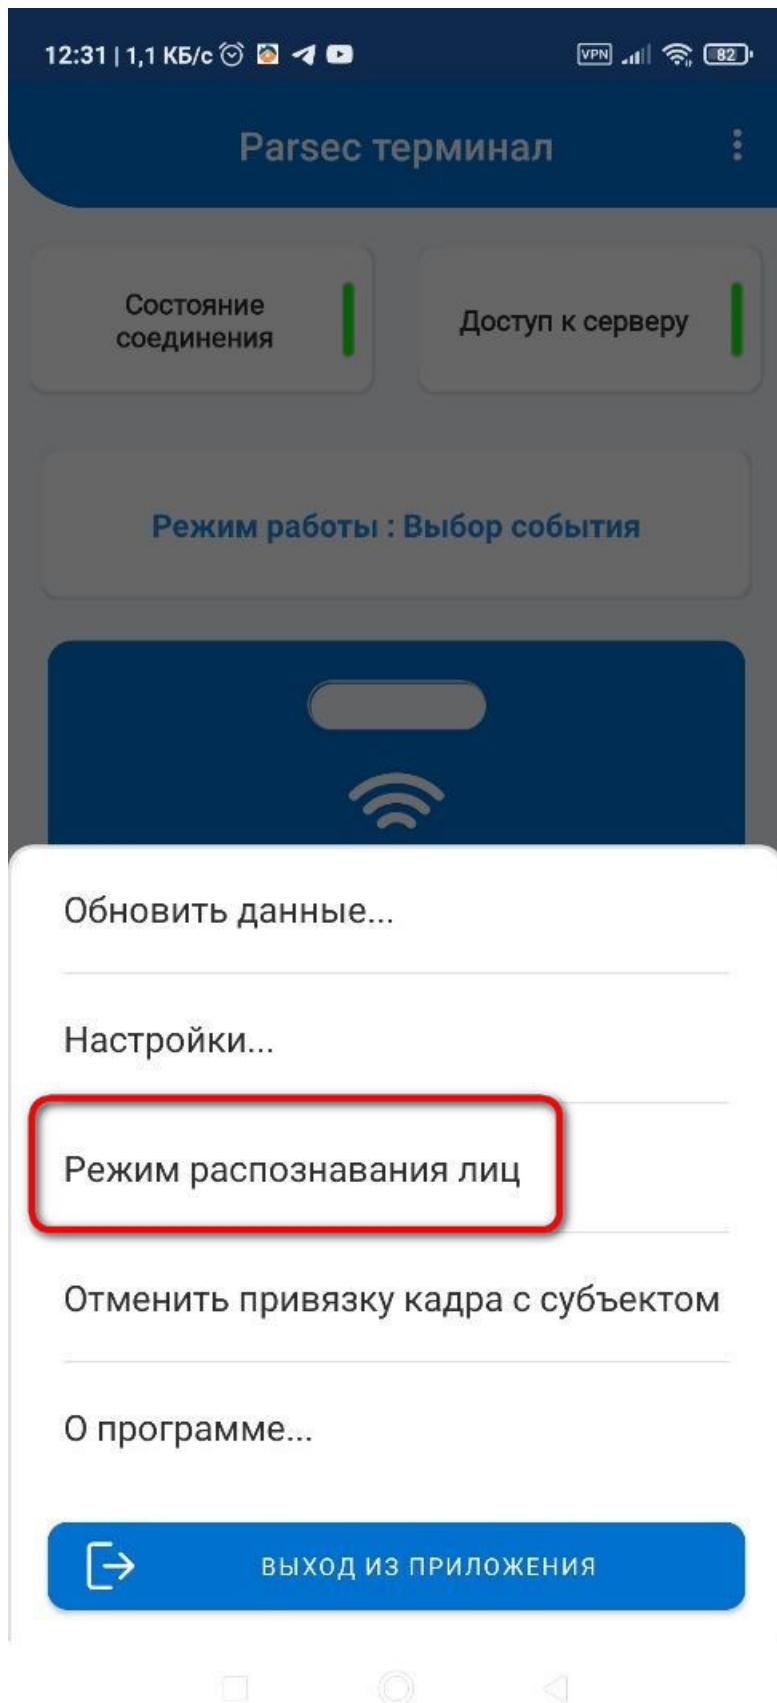 12:31 | 1,1 КБ/с VPN 82
Parsec терминал
Состояние
соединения
Доступ к серверу
Режим работы : Выбор события
Обновить данные...
Настройки...
Режим распознавания лиц
Отменить привязку кадра с субъектом
О программе...
ВЫХОД ИЗ ПРИЛОЖЕНИЯ